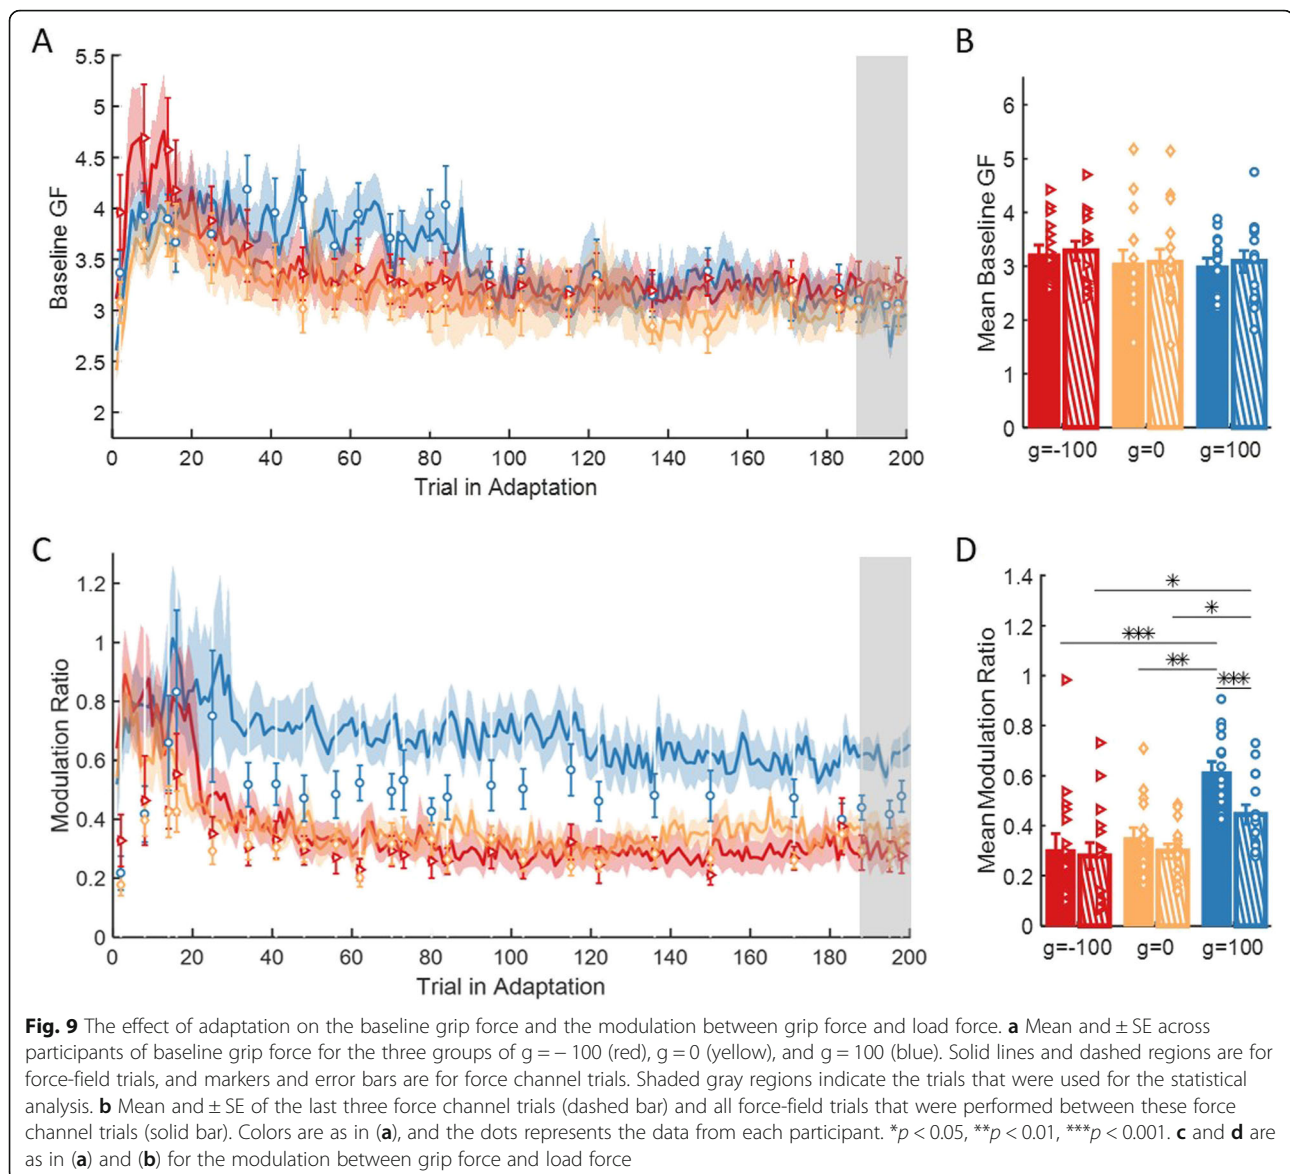 A
5.5
5
4.5
4
3.5
3
2.5
2
Baseline GF
0 20 40 60 80 100 120 140 160 180 200
Trial in Adaptation
B
6
5
4
3
2
1
0
Mean Baseline GF
g=-100 g=0 g=100
C
1.2
1
0.8
0.6
0.4
0.2
0
Modulation Ratio
0 20 40 60 80 100 120 140 160 180 200
Trial in Adaptation
D
1.4
1.2
1
0.8
0.6
0.4
0.2
0
Mean Modulation Ratio
*
*
***
**
***
g=-100 g=0 g=100
Fig. 9 The effect of adaptation on the baseline grip force and the modulation between grip force and load force. a Mean and ± SE across
participants of baseline grip force for the three groups of g = − 100 (red), g = 0 (yellow), and g = 100 (blue). Solid lines and dashed regions are for
force-field trials, and markers and error bars are for force channel trials. Shaded gray regions indicate the trials that were used for the statistical
analysis. b Mean and ± SE of the last three force channel trials (dashed bar) and all force-field trials that were performed between these force
channel trials (solid bar). Colors are as in (a), and the dots represents the data from each participant. *p < 0.05, **p < 0.01, ***p < 0.001. c and d are
as in (a) and (b) for the modulation between grip force and load force